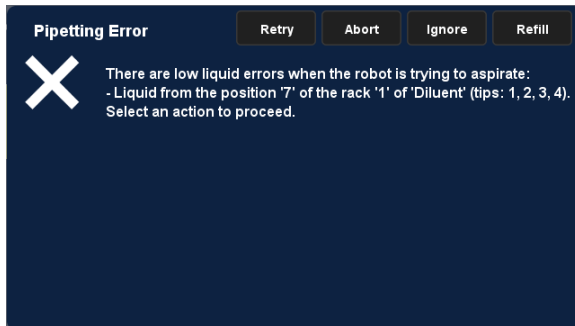 Pipetting Error
Retry
Abort
Ignore
Refill
There are low liquid errors when the robot is trying to aspirate:
- Liquid from the position '7' of the rack '1' of 'Diluent' (tips: 1, 2, 3, 4).
Select an action to proceed.